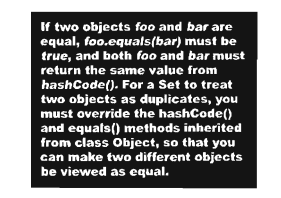 If two objects foo and bar are
equal, foo.equals(bar) must be
true, and both foo and bar must
return the same value from
hashCode(). For a Set to treat
two objects as duplicates, you
must override the hashCode()
and equals() methods inherited
from class Object, so that you
can make two different objects
be viewed as equal.